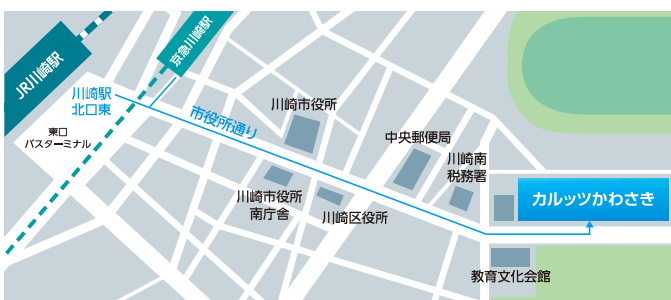 JR川崎駅
京急川崎駅
川崎駅
北口東
東口
バスターミナル
市役所通り
川崎市役所
中央郵便局
川崎南
税務署
川崎市役所
南庁舎
川崎区役所
カルッツかわさき
教育文化会館